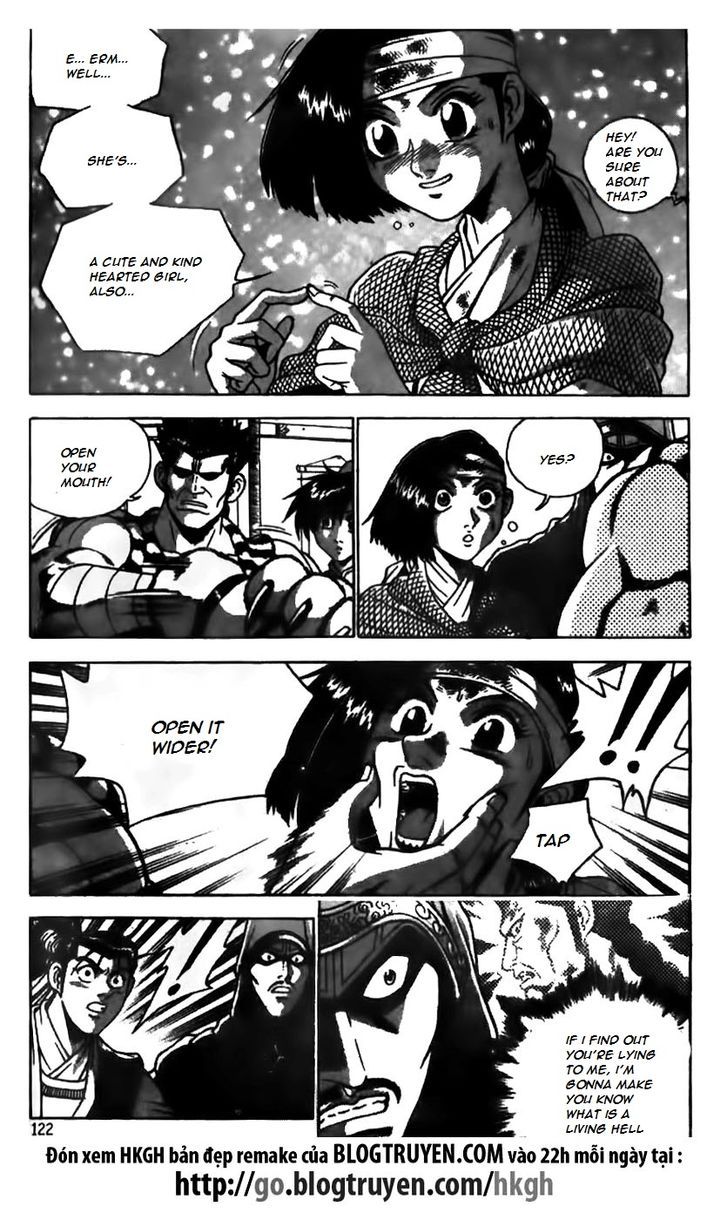 E... ERM...
WELL...
SHE'S...
A CUTE AND KIND
HEARTED GIRL,
ALSO...
HEY!
ARE YOU
SURE
ABOUT
THAT?
OPEN
YOUR
MOUTH!
YES?
OPEN IT
WIDER!
!!
TAP
!
IF I FIND OUT
YOU'RE LYING
TO ME, I'M
GONNA MAKE
YOU KNOW
WHAT IS A
LIVING HELL
122
Đón xem HKGH bản đẹp remake của BLOGTRUYEN.COM vào 22h mỗi ngày tại :
http://go.blogtruyen.com/hkgh